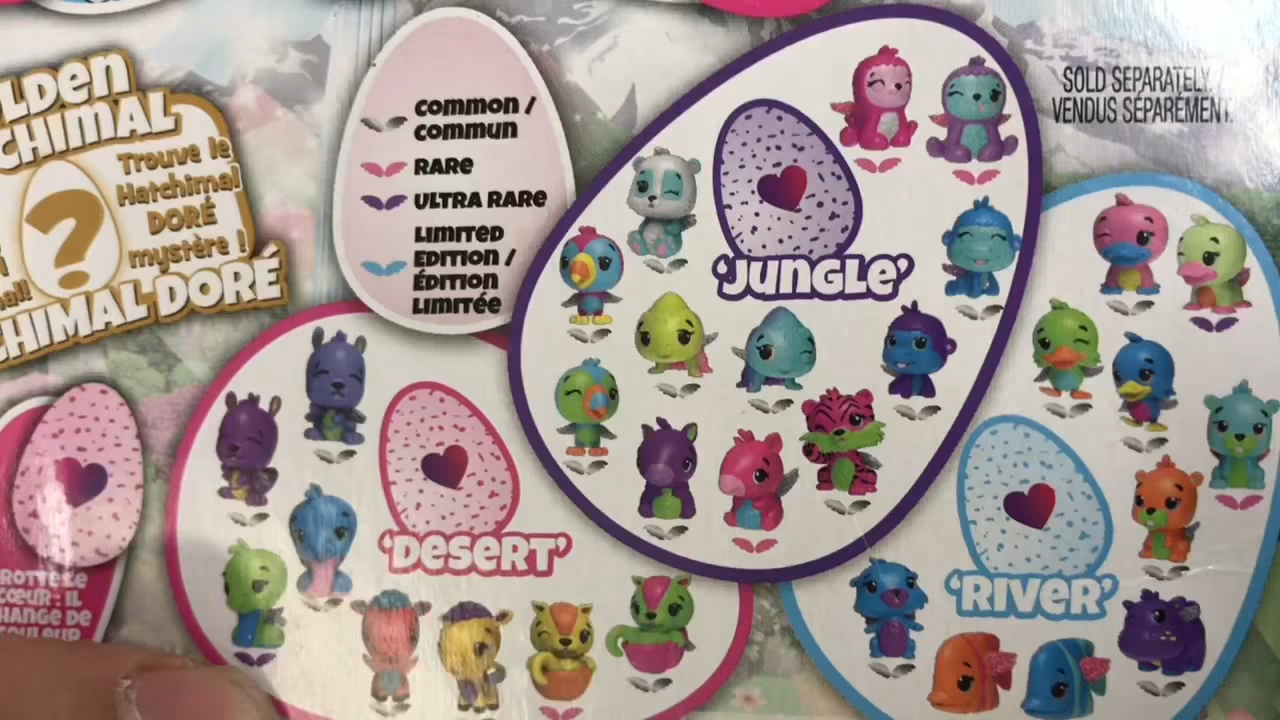 LDen
CHIMAL
Trouve le
Hatchimal
DORÉ
mystère !
?
CHIMAL DORÉ
common /
commun
Rare
ULTRA RARE
Limited
Edition /
Édition
Limitée
'JUNGLe'
SOLD SEPARATELY. /
VENDUS SÉPARÉMENT.
'DeserT'
'River'
ROTTE Le
CŒUR : IL
HANGE DE
OULEUR